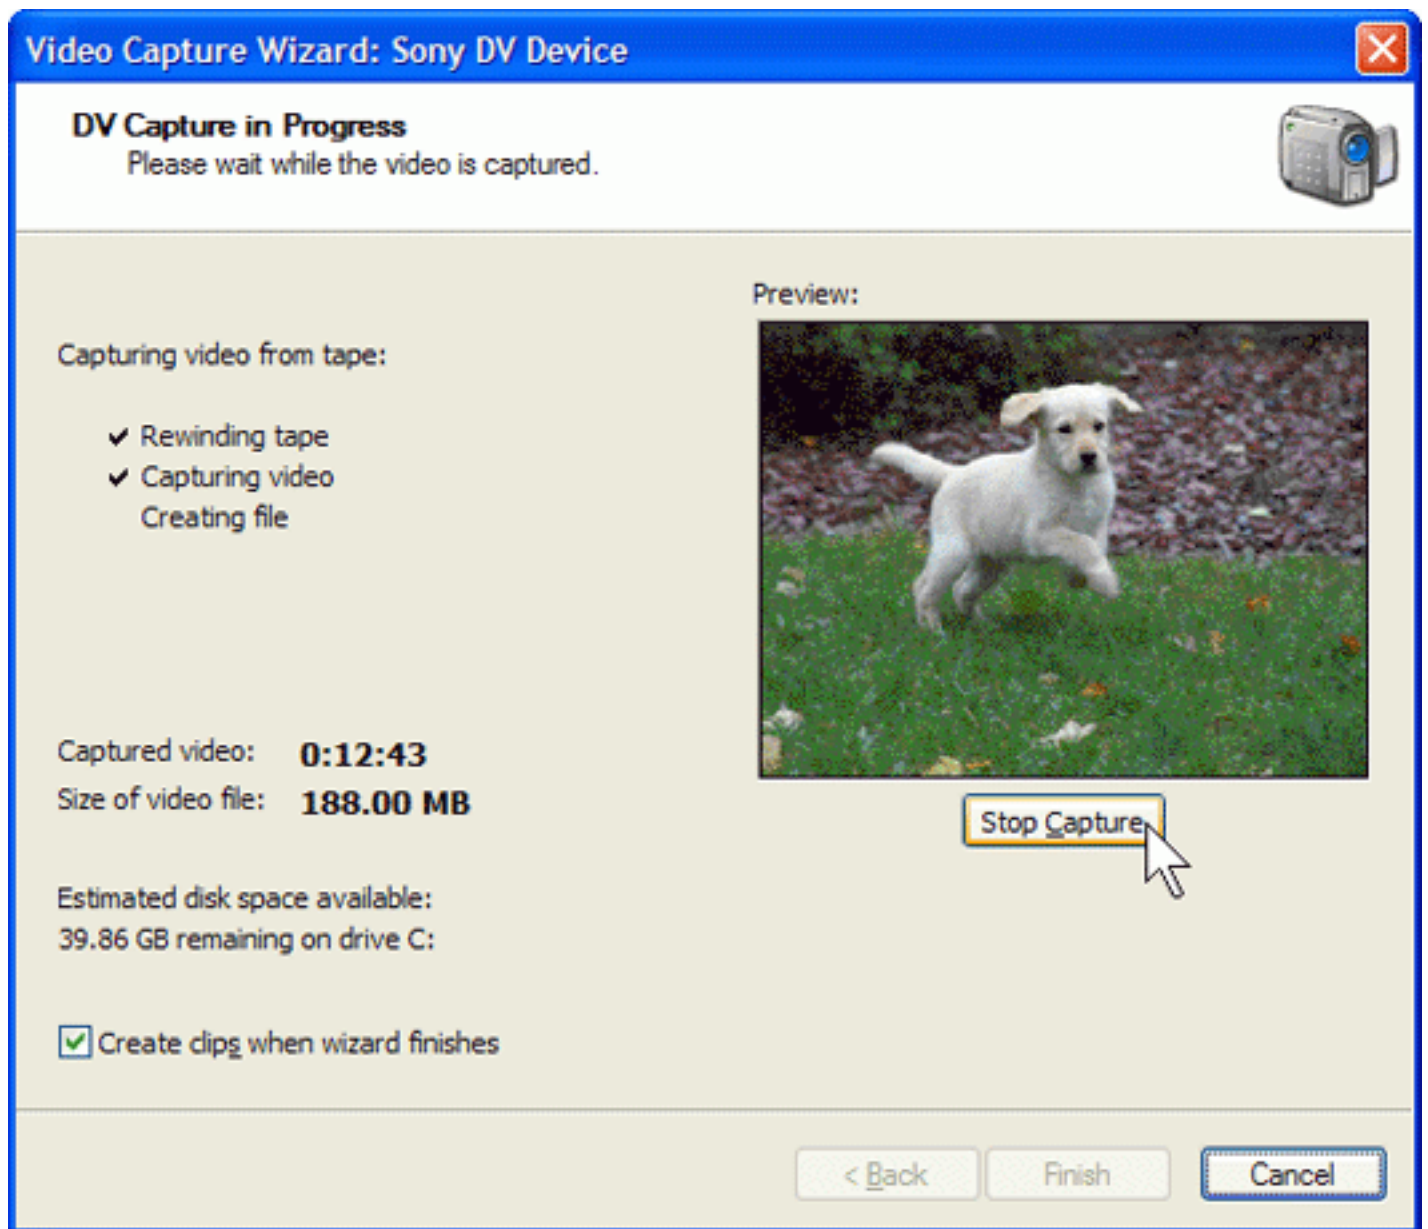 Video Capture Wizard: Sony DV Device
DV Capture in Progress
Please wait while the video is captured.
Preview:
Capturing video from tape:
Rewinding tape
Capturing video
Creating file
Captured video: 0:12:43
Size of video file: 188.00 MB
Stop Capture
Estimated disk space available:
39.86 GB remaining on drive C:
Create clips when wizard finishes
< Back Finish Cancel